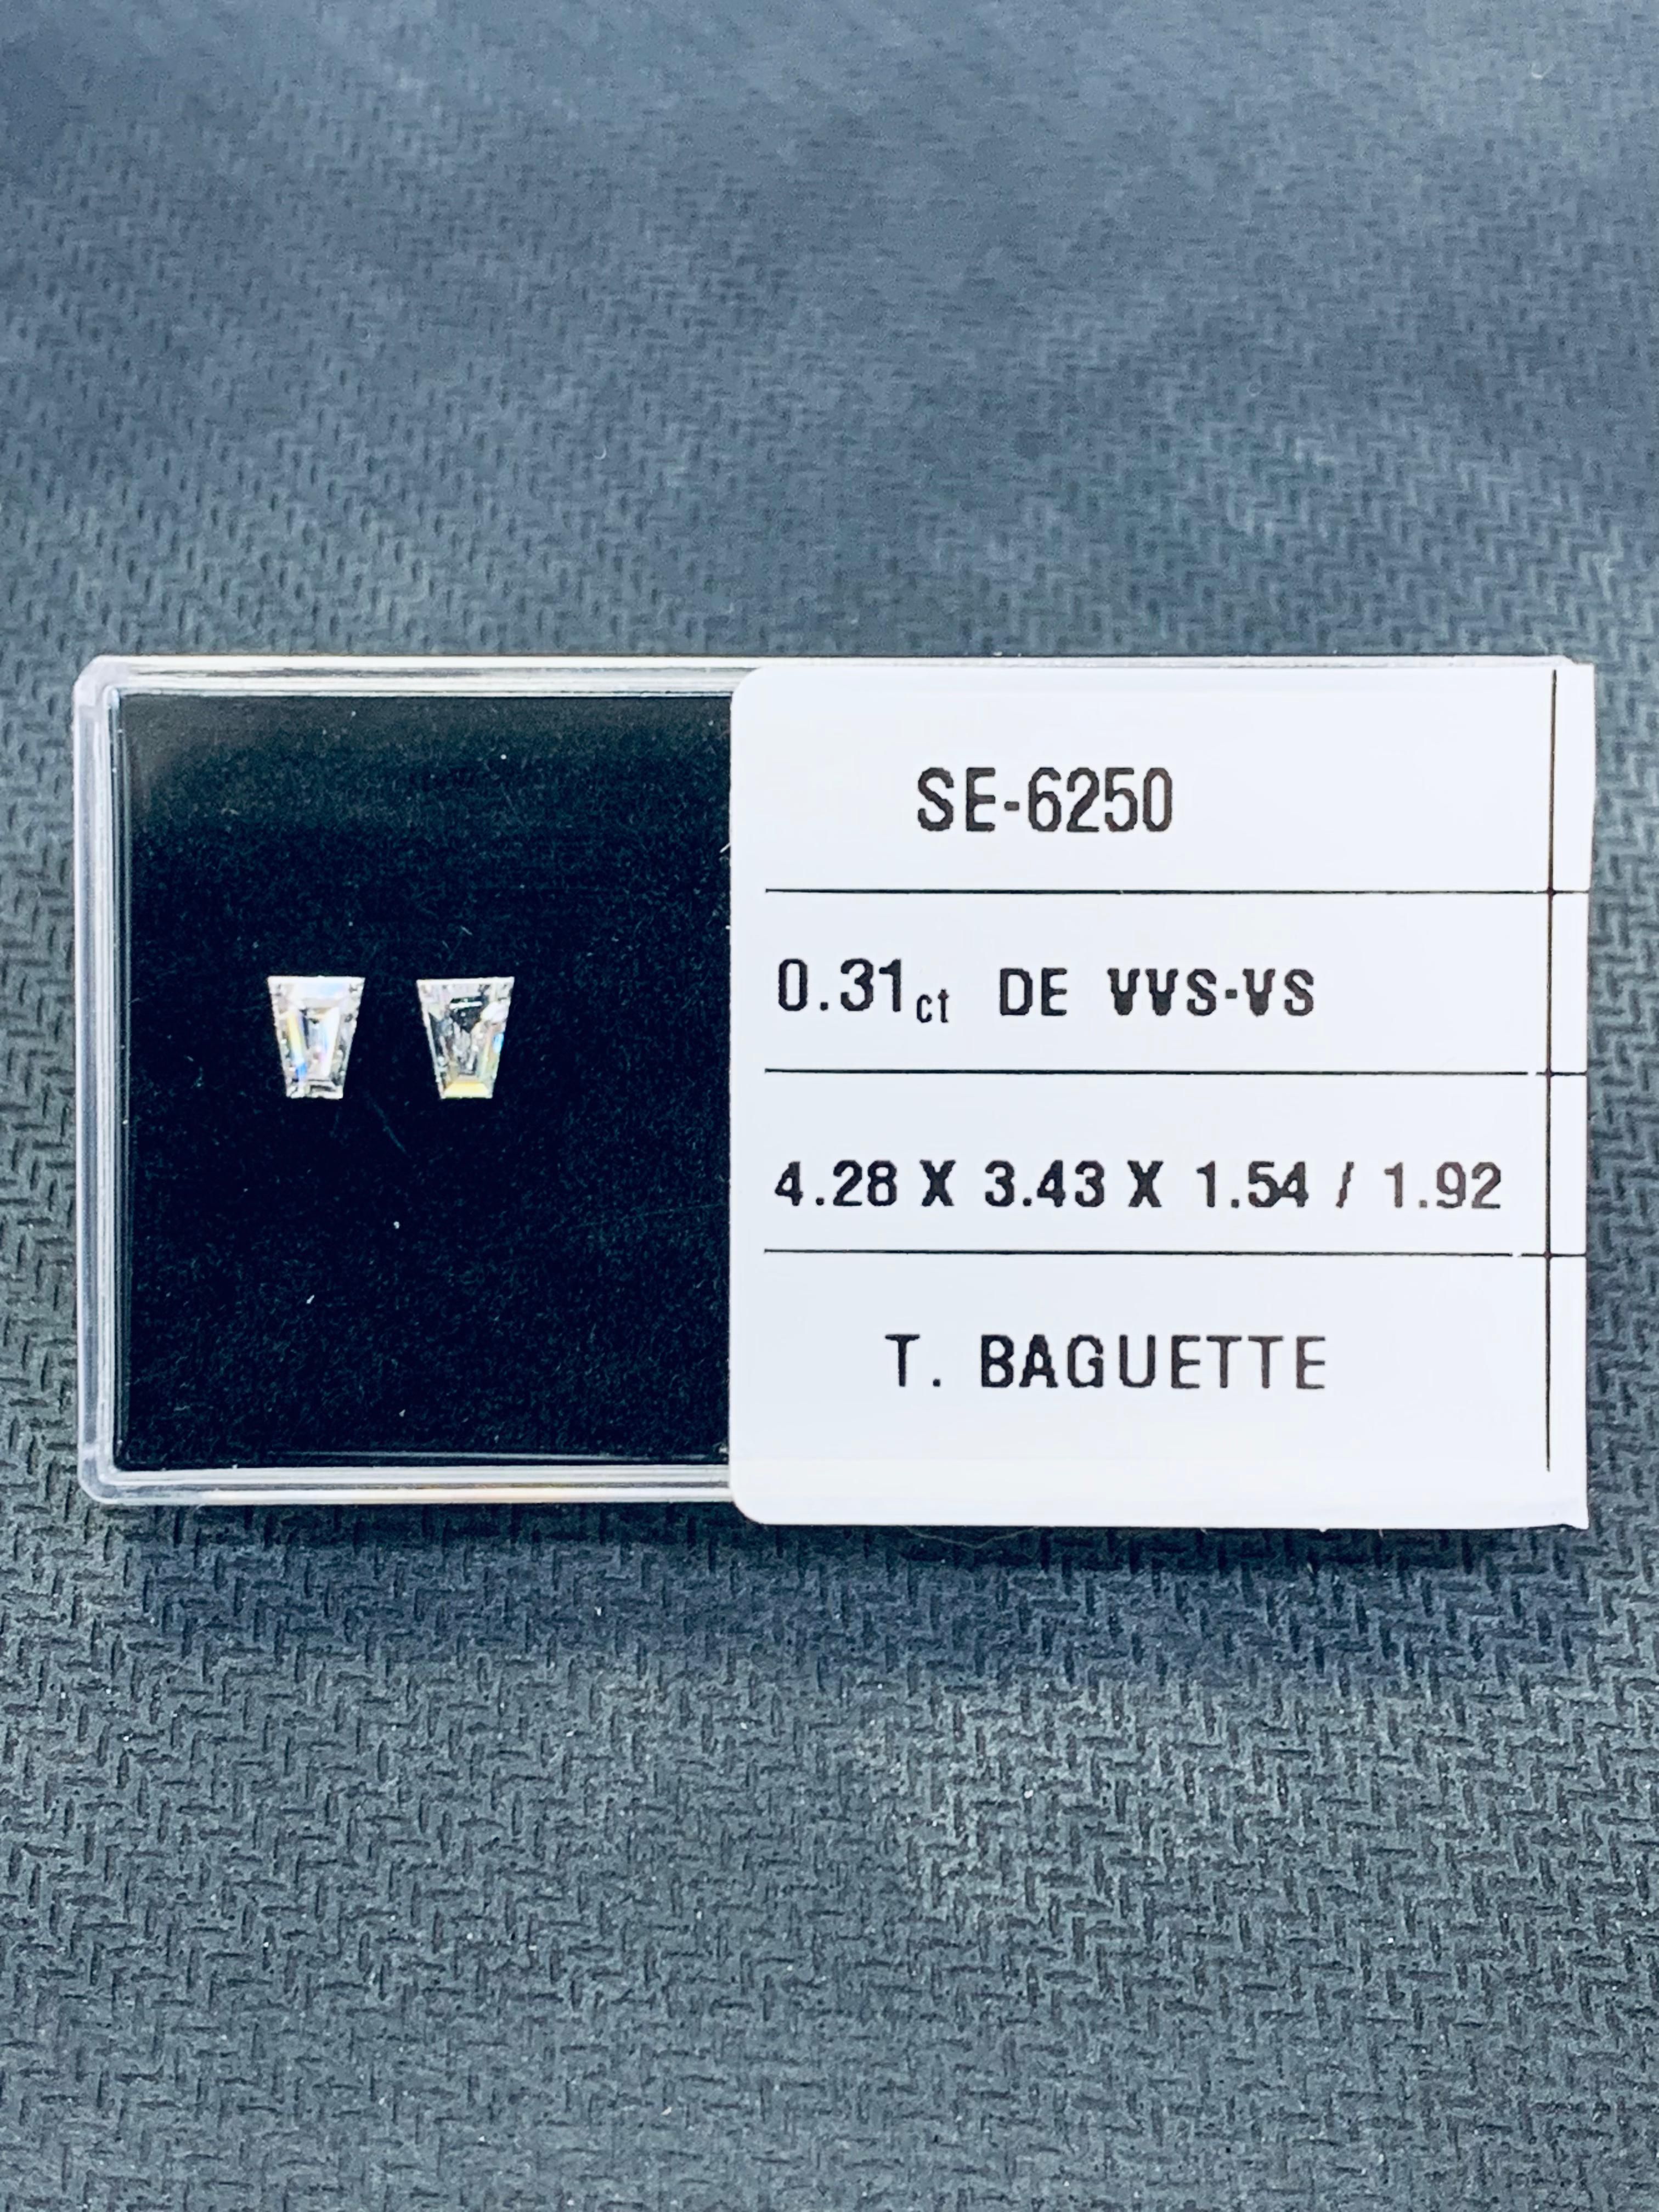 SE-6250
0.31ct DE VVS-VS
4.28 X 3.43 X 1.54 / 1.92
T. BAGUETTE